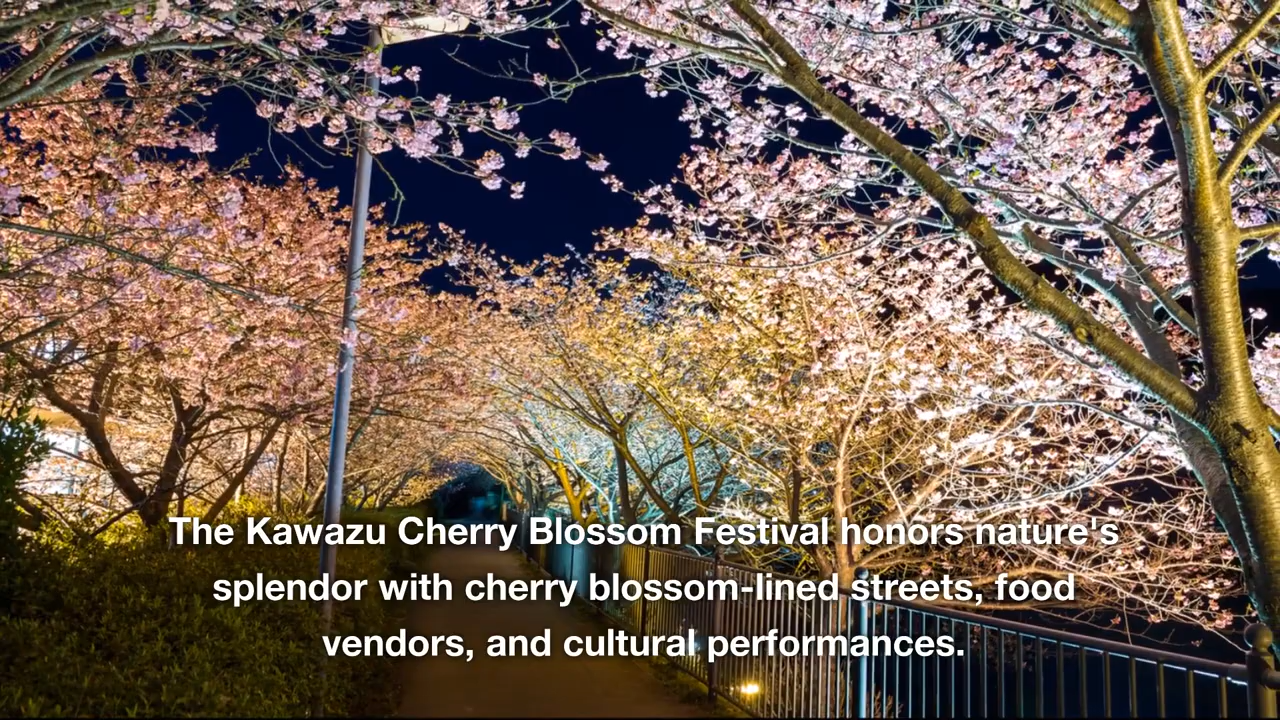 The Kawazu Cherry Blossom Festival honors nature's
splendor with cherry blossom-lined streets, food
vendors, and cultural performances.